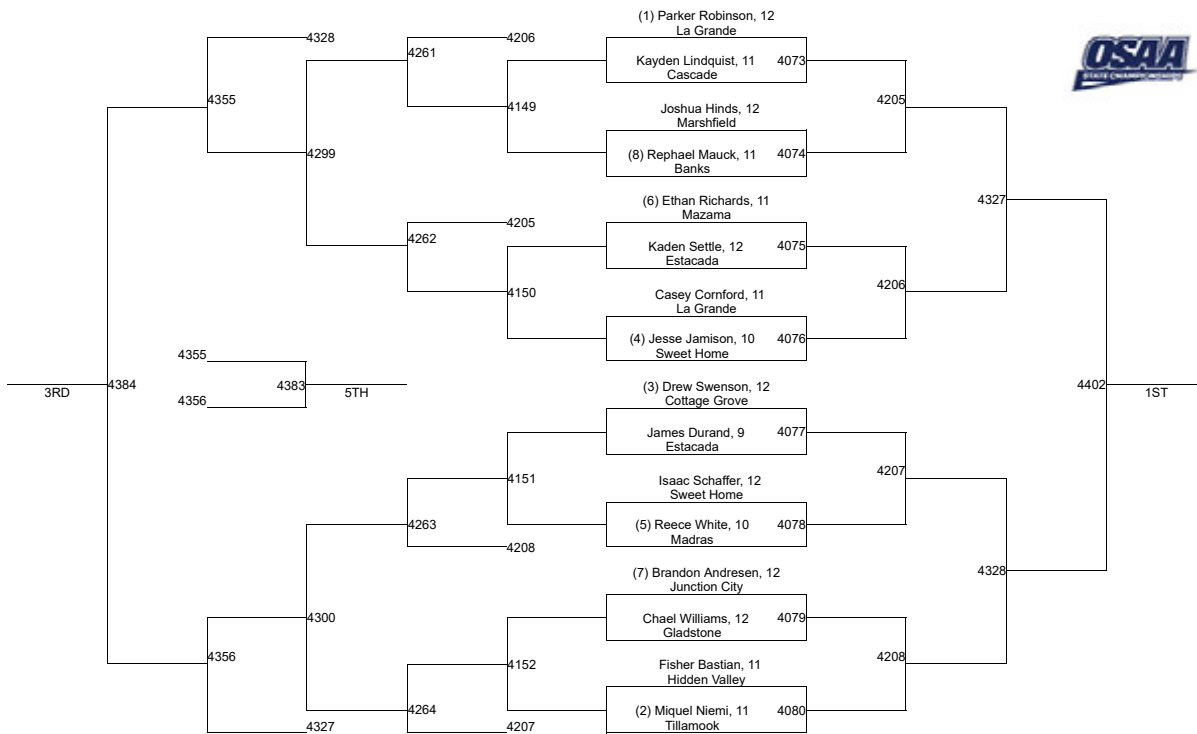 (1) Parker Robinson, 12
La Grande
OSAA
STATE CHAMPIONSHIPS
4328
4261
4206
Kayden Lindquist, 11
4073
Cascade
4355
4149
4205
Joshua Hinds, 12
Marshfield
4299
(8) Rephael Mauck, 11
4074
Banks
(6) Ethan Richards, 11
Mazama
4327
4262
4205
Kaden Settle, 12
4075
Estacada
4150
4206
Casey Cornford, 11
La Grande
(4) Jesse Jamison, 10
4076
Sweet Home
4355
3RD
4384
4383
5TH
4356
(3) Drew Swenson, 12
Cottage Grove
4402
1ST
James Durand, 9
4077
Estacada
4151
4207
Isaac Schaffer, 12
Sweet Home
4263
(5) Reece White, 10
4078
Madras
4208
4328
(7) Brandon Andresen, 12
Junction City
4300
Chael Williams, 12
4079
Gladstone
4356
4152
4208
Fisher Bastian, 11
Hidden Valley
4264
(2) Miquel Niemi, 11
4080
Tillamook
4327
4207